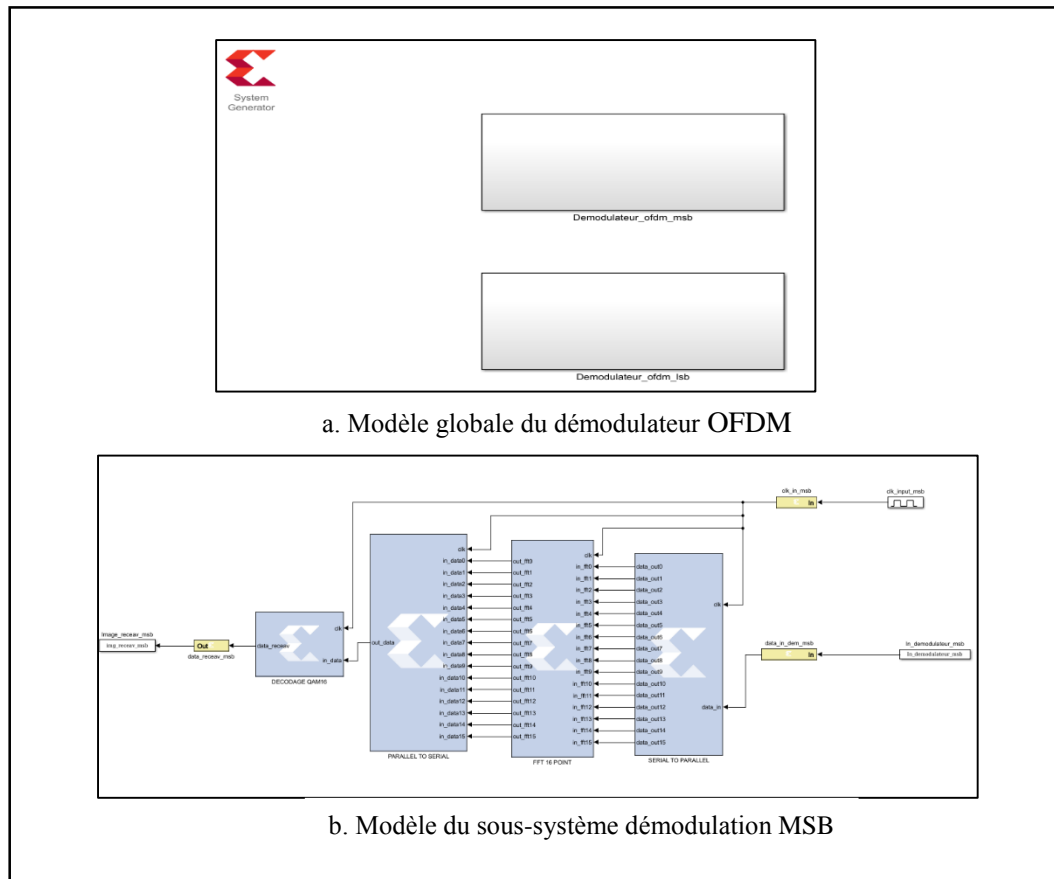 System
Generator
Demodulateur_ofdm_msb
Demodulateur_ofdm_lsb
a. Modèle globale du démodulateur OFDM
clk_in_msb
In
clk_input_msb
clk
in_data0
in_data1
in_data2
in_data3
in_data4
in_data5
in_data6
in_data7
in_data8
in_data9
in_data10
in_data11
in_data12
in_data13
in_data14
in_data15
out_data
PARALLEL TO SERIAL
out_fft0
out_fft1
out_fft2
out_fft3
out_fft4
out_fft5
out_fft6
out_fft7
out_fft8
out_fft9
out_fft10
out_fft11
out_fft12
out_fft13
out_fft14
out_fft15
clk
in_fft0
in_fft1
in_fft2
in_fft3
in_fft4
in_fft5
in_fft6
in_fft7
in_fft8
in_fft9
in_fft10
in_fft11
in_fft12
in_fft13
in_fft14
in_fft15
FFT 16 POINT
data_out0
data_out1
data_out2
data_out3
data_out4
data_out5
data_out6
data_out7
data_out8
data_out9
data_out10
data_out11
data_out12
data_out13
data_out14
data_out15
clk
data_in
SERIAL TO PARALLEL
data_in_dem_msb
In
In_demodulateur_msb
In_demodulateur_msb
image_receav_msb
img_receav_msb
Out
data_receav_msb
data_receav
clk
in_data
DECODAGE QAM16
b. Modèle du sous-système démodulation MSB